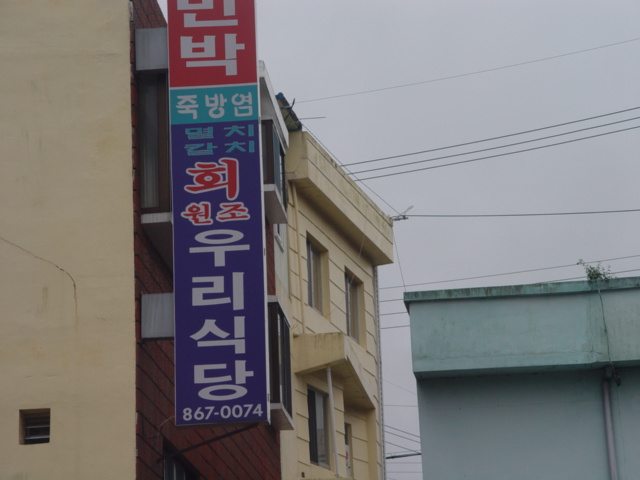 민박
죽방염
멸치
갈치
회
원조
우리식당
867-0074